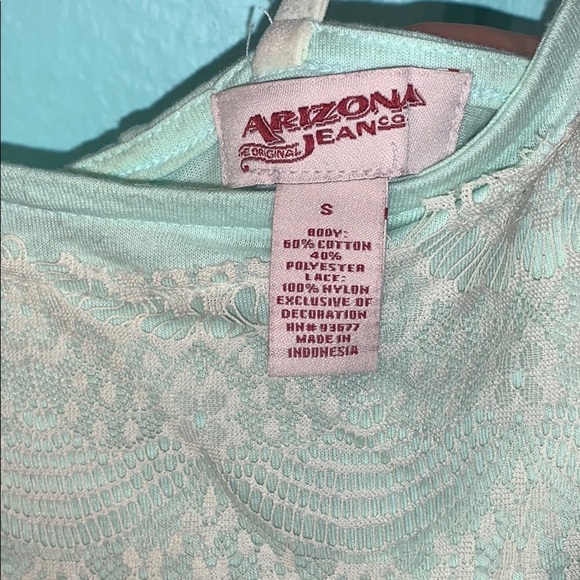 ARIZONA
THE ORIGINAL JEAN CO
S
BODY:
60% COTTON
40%
POLYESTER
LACE:
100% NYLON
EXCLUSIVE OF
DECORATION
RN# 93677
MADE IN
INDONESIA